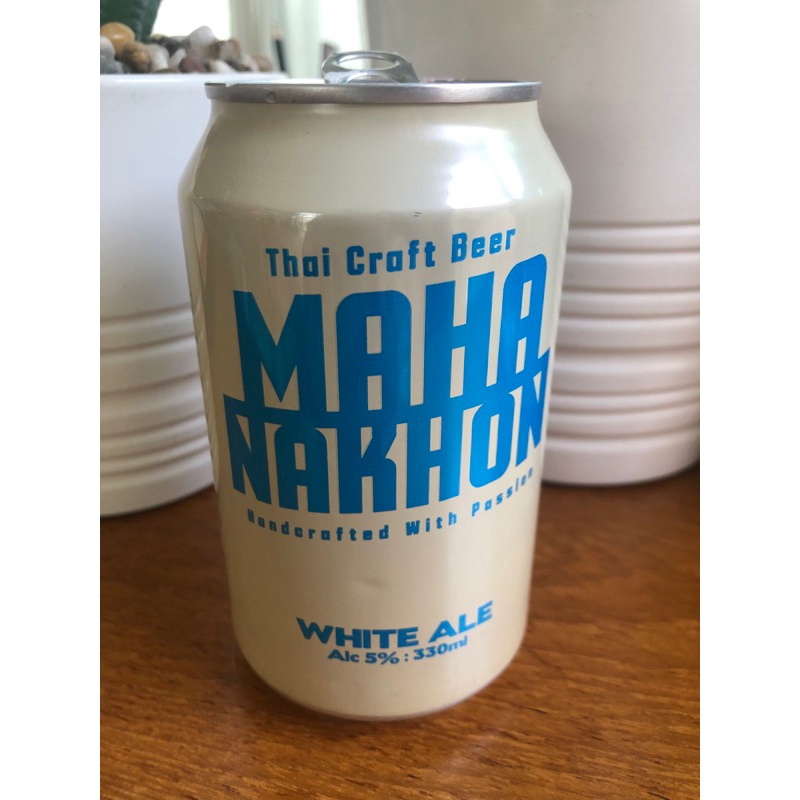 Thai Craft Beer
MAHA
NAKHON
Handcrafted With Passion
WHITE ALE
Alc 5% : 330ml